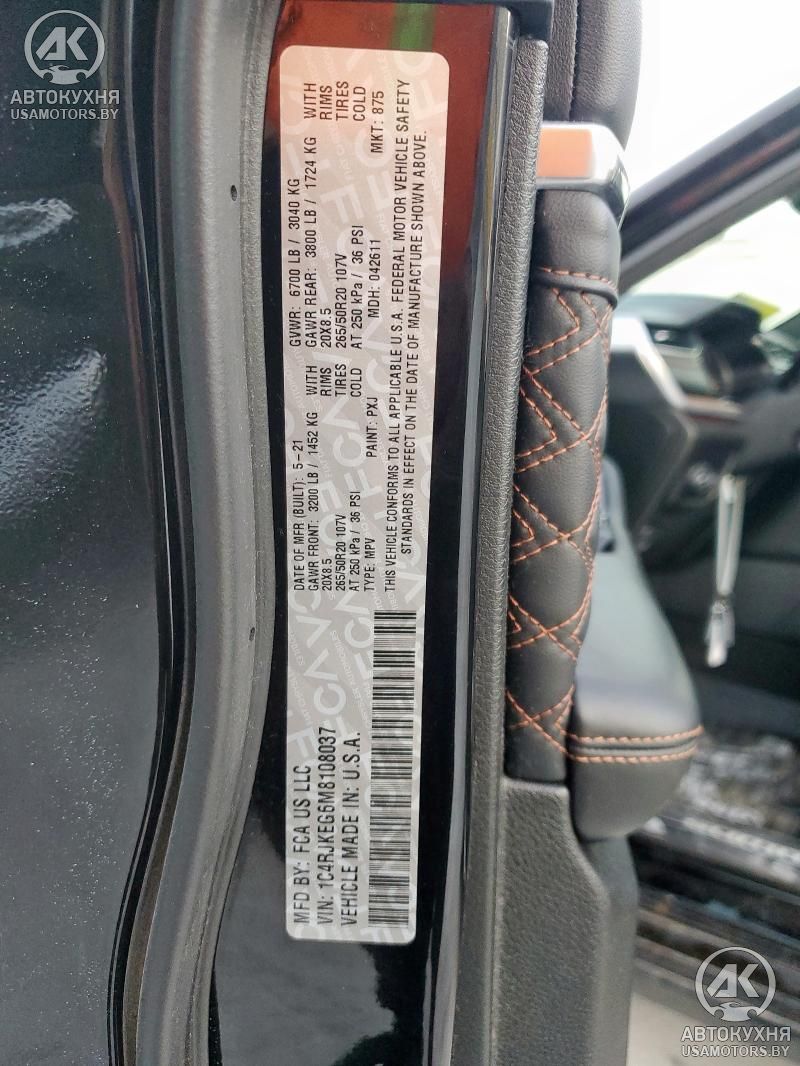 АВТОКУХНЯ
USAMOTORS.BY
MFD BY: FCA US LLC
VIN: 1C4RJKEG6M8108037
VEHICLE MADE IN: U.S.A.
DATE OF MFR (BUILT): 5-21 GVWR: 6700 LB / 3040 KG
GAWR FRONT: 3200 LB / 1452 KG WITH GAWR REAR: 3800 LB / 1724 KG WITH
20X8.5 RIMS 20X8.5 RIMS
265/50R20 107V TIRES 265/50R20 107V TIRES
AT 250 kPa / 36 PSI COLD AT 250 kPa / 36 PSI COLD
TYPE: MPV PAINT: PXJ MDH: 042611 MKT: 875
THIS VEHICLE CONFORMS TO ALL APPLICABLE U.S.A. FEDERAL MOTOR VEHICLE SAFETY
STANDARDS IN EFFECT ON THE DATE OF MANUFACTURE SHOWN ABOVE.
АВТОКУХНЯ
USAMOTORS.BY